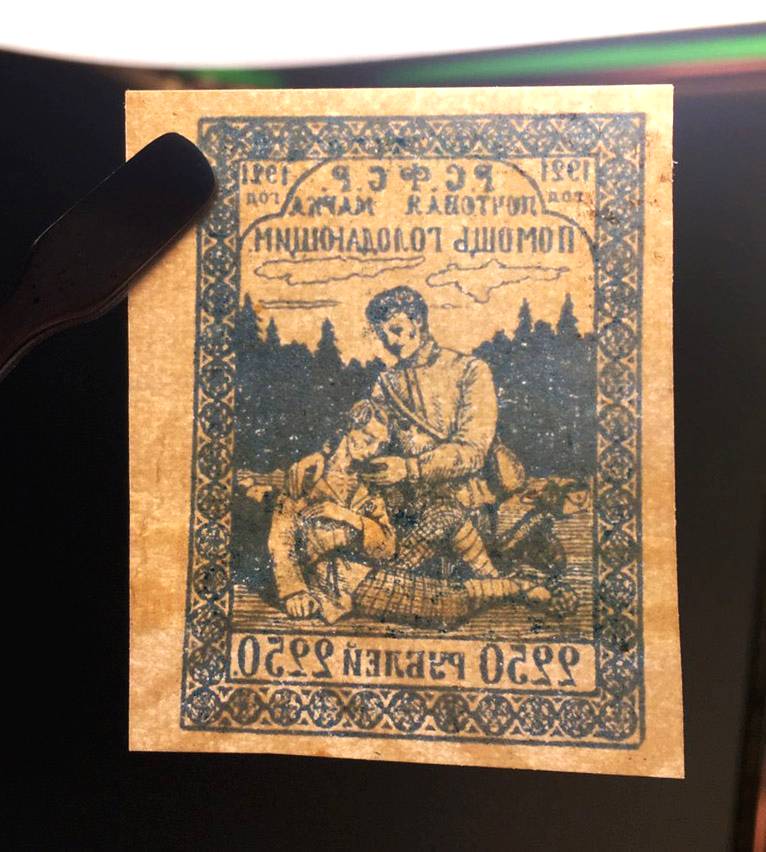 1921 Р.С.Ф.С.Р. 1921
год ПОЧТОВАЯ МАРКА год
ПОМОЩЬ ГОЛОДАЮЩИМ
2250 РУБЛЕЙ 2250